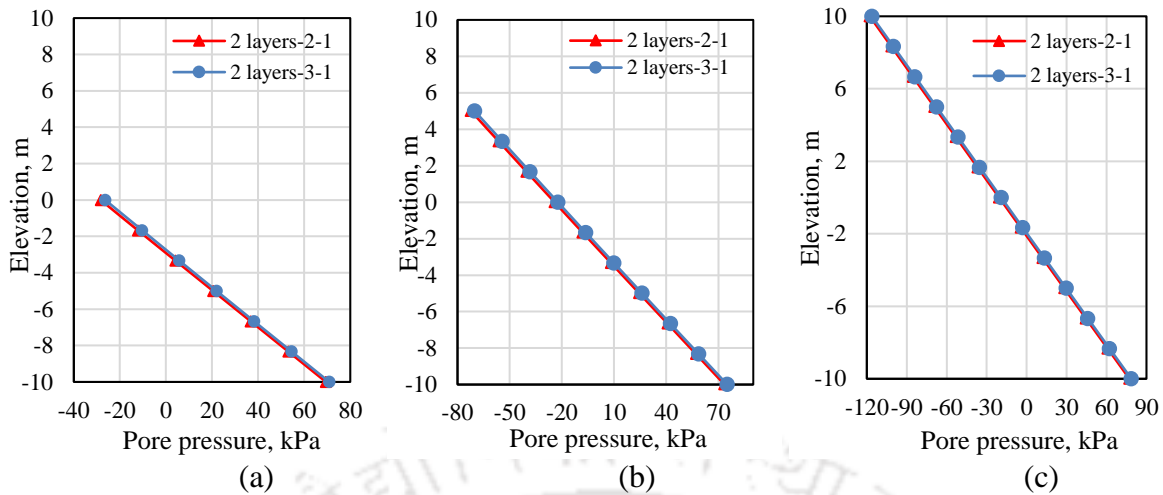 10
8
6
4
2
0
-2
-4
-6
-8
-10
-40 -20 0 20 40 60 80
Elevation, m
Pore pressure, kPa
2 layers-2-1
2 layers-3-1
(a)
10
8
6
4
2
0
-2
-4
-6
-8
-10
-80 -50 -20 10 40 70
Elevation, m
Pore pressure, kPa
2 layers-2-1
2 layers-3-1
(b)
10
6
2
-2
-6
-10
-120 -90 -60 -30 0 30 60 90
Elevation, m
Pore pressure, kPa
2 layers-2-1
2 layers-3-1
(c)